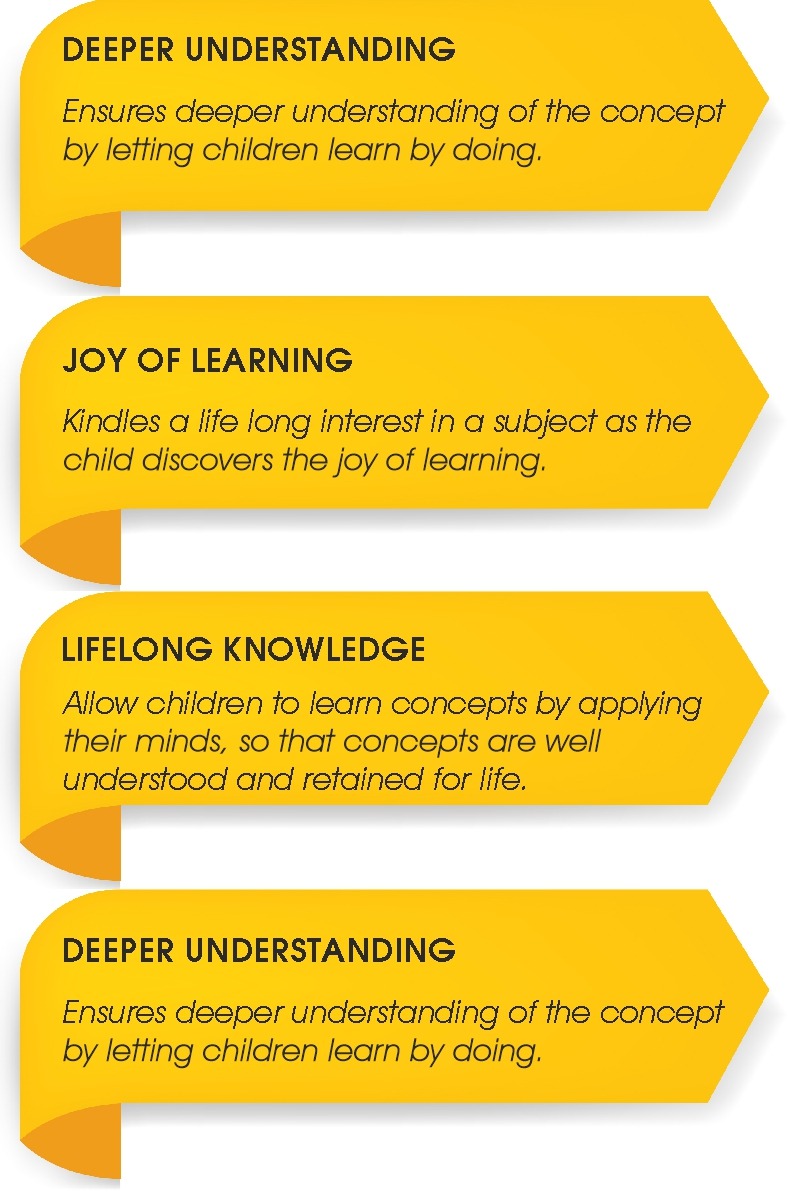 DEEPER UNDERSTANDING
Ensures deeper understanding of the concept
by letting children learn by doing.
JOY OF LEARNING
Kindles a life long interest in a subject as the
child discovers the joy of learning.
LIFELONG KNOWLEDGE
Allow children to learn concepts by applying
their minds, so that concepts are well
understood and retained for life.
DEEPER UNDERSTANDING
Ensures deeper understanding of the concept
by letting children learn by doing.